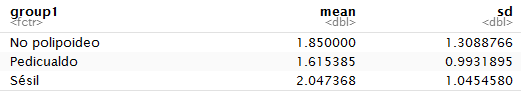 group1 mean sd
<fctr> <dbl> <dbl>
No polipoideo 1.850000 1.3088766
Pedicualdo 1.615385 0.9931895
Sésil 2.047368 1.0454580